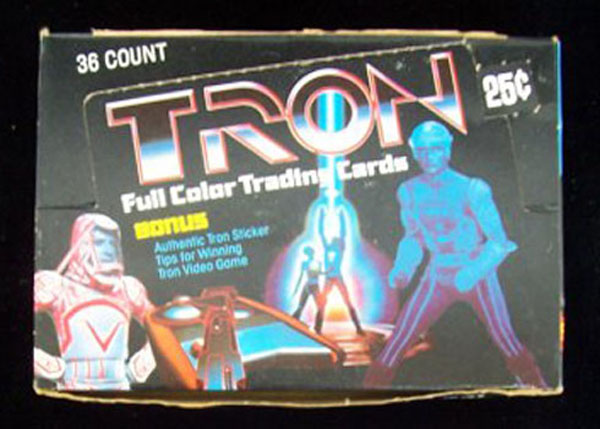 36 COUNT
25¢
TRON
Full Color Trading Cards
BONUS
Authentic Tron Sticker
Tips for Winning
Tron Video Game